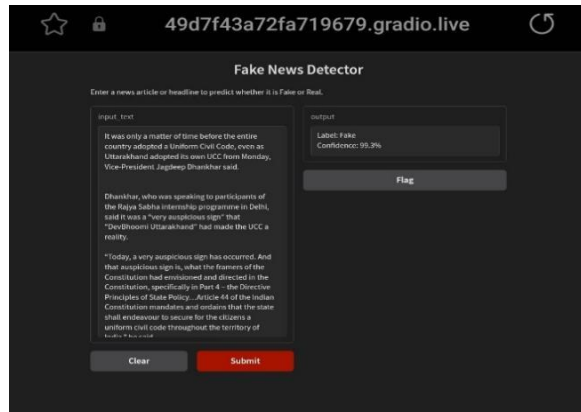 49d7f43a72fa719679.gradio.live
Fake News Detector
Enter a news article or headline to predict whether it is Fake or Real.
input_text
It was only a matter of time before the entire
country adopted a Uniform Civil Code, even as
Uttarakhand adopted its own UCC from Monday,
Vice-President Jagdeep Dhankhar said.
Dhankhar, who was speaking to participants of
the Rajya Sabha internship programme in Delhi,
said it was a "very auspicious sign" that
"DevBhoomi Uttarakhand" had made the UCC a
reality.
"Today, a very auspicious sign has occurred. And
that auspicious sign is, what the framers of the
Constitution had envisioned and directed in the
Constitution, specifically in Part 4 – the Directive
Principles of State Policy....Article 44 of the Indian
Constitution mandates and ordains that the state
shall endeavour to secure for the citizens a
uniform civil code throughout the territory of
India," he said
output
Label: Fake
Confidence: 99.3%
Flag
Clear
Submit